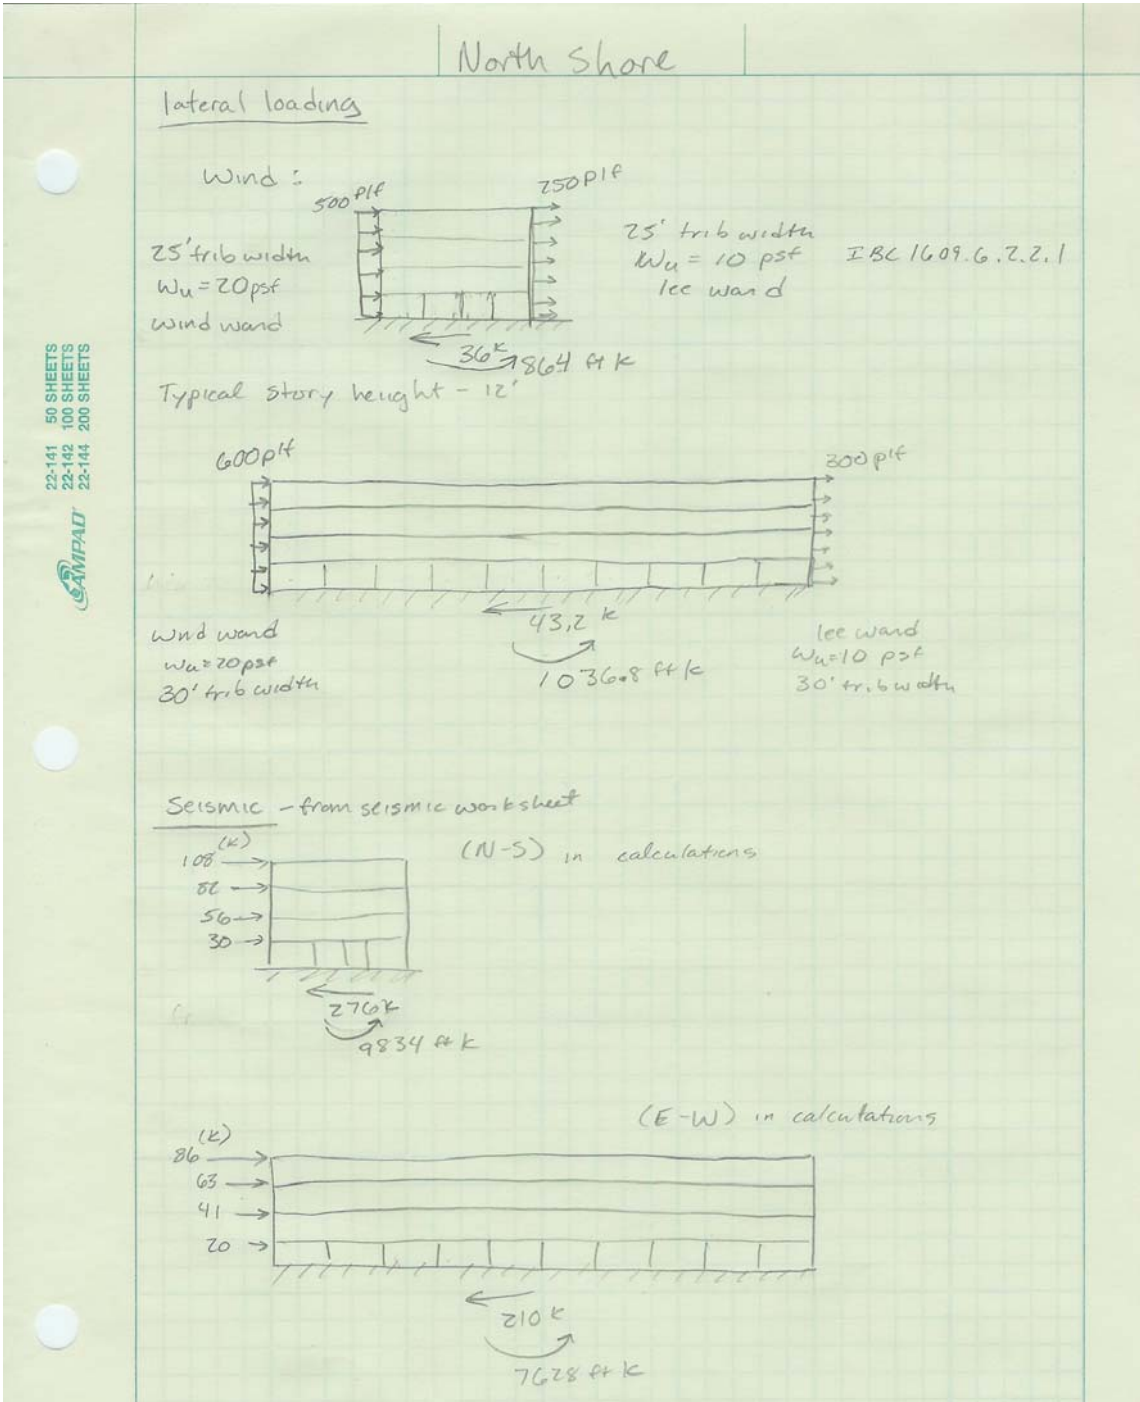 North Shore
lateral loading
Wind :
500 plf
250 plf
25' trib width
Wu = 20 psf
wind ward
25' trib width
Wu = 10 psf
lee ward
IBC 1609.6.2.2.1
36 k
864 ft k
Typical story height - 12'
600 plf
300 plf
43.2 k
1036.8 ft k
wind ward
wu = 20 psf
30' trib width
lee ward
Wu = 10 psf
30' trib width
Seismic - from seismic worksheet
(k)
(N-S) in calculations
108
82
56
30
276 k
9834 ft k
(E-W) in calculations
(k)
86
63
41
20
210 k
7628 ft k
22-141 50 SHEETS
22-142 100 SHEETS
22-144 200 SHEETS
AMPAD